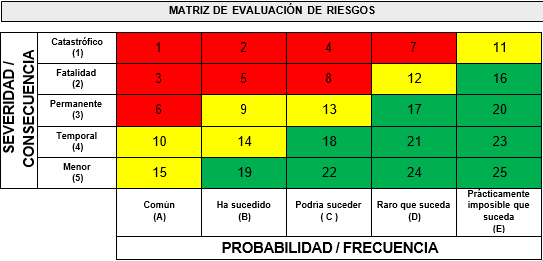 MATRIZ DE EVALUACIÓN DE RIESGOS
SEVERIDAD /
CONSECUENCIA
Catastrófico
(1)
1 2 4 7 11
Fatalidad
(2)
3 5 8 12 16
Permanente
(3)
6 9 13 17 20
Temporal
(4)
10 14 18 21 23
Menor
(5)
15 19 22 24 25
Común
(A)
Ha sucedido
(B)
Podría suceder
( C )
Raro que suceda
(D)
Prácticamente
imposible que
suceda
(E)
PROBABILIDAD / FRECUENCIA